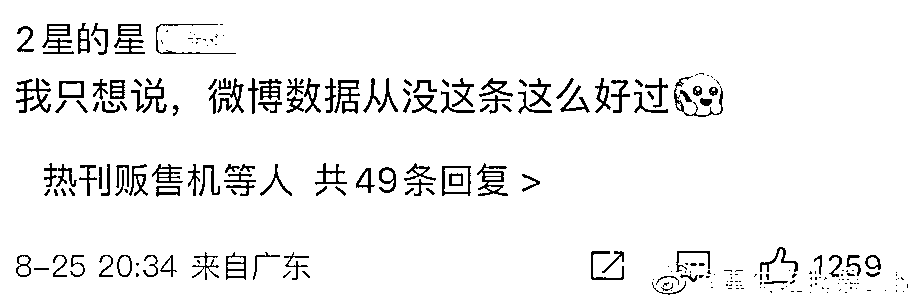 2星的星
我只想说，微博数据从没这条这么好过
热刊贩售机等人 共49条回复 >
8-25 20:34 来自广东
1259